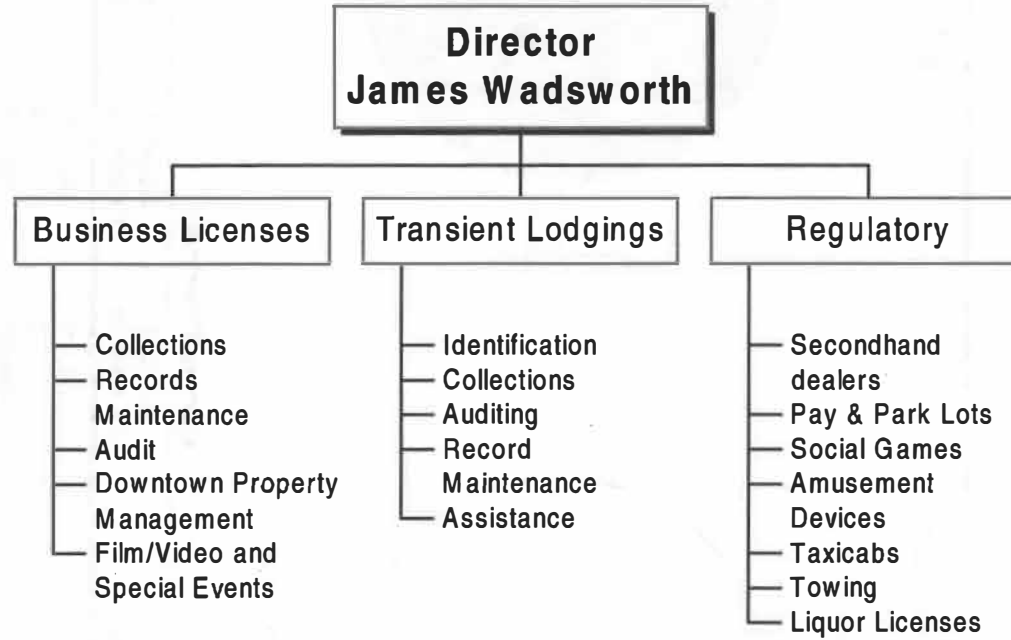 Director
James Wadsworth
Business Licenses
Collections
Records
Maintenance
Audit
Downtown Property
Management
Film/Video and
Special Events
Transient Lodgings
Identification
Collections
Auditing
Record
Maintenance
Assistance
Regulatory
Secondhand
dealers
Pay & Park Lots
Social Games
Amusement
Devices
Taxicabs
Towing
Liquor Licenses